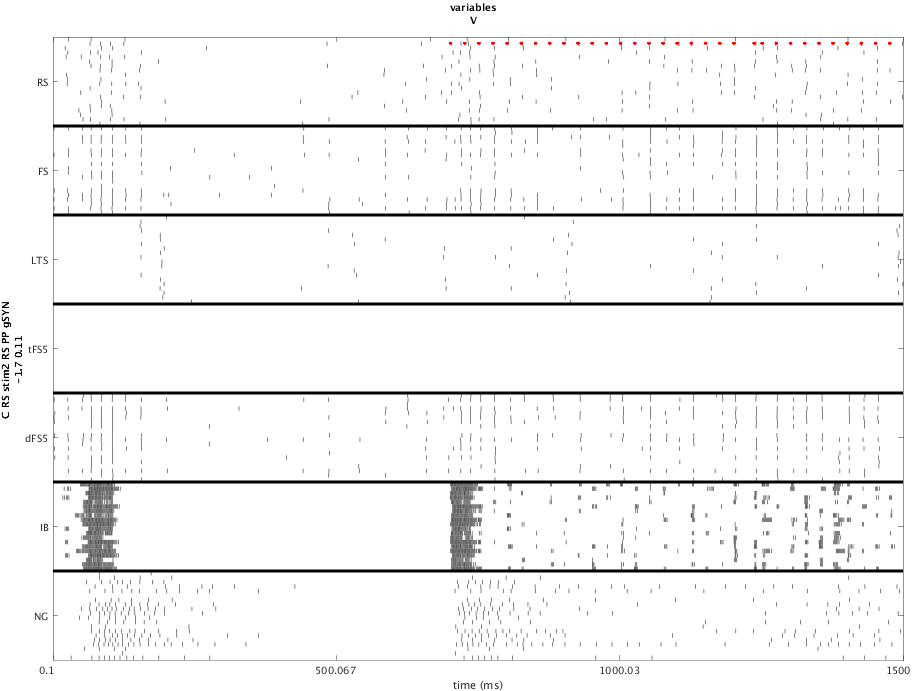 variables
V
C RS stim2 RS PP gSYN
-1.7 0.11
RS
FS
LTS
tFS5
dFS5
IB
NG
0.1
500.067
1000.03
1500
time (ms)